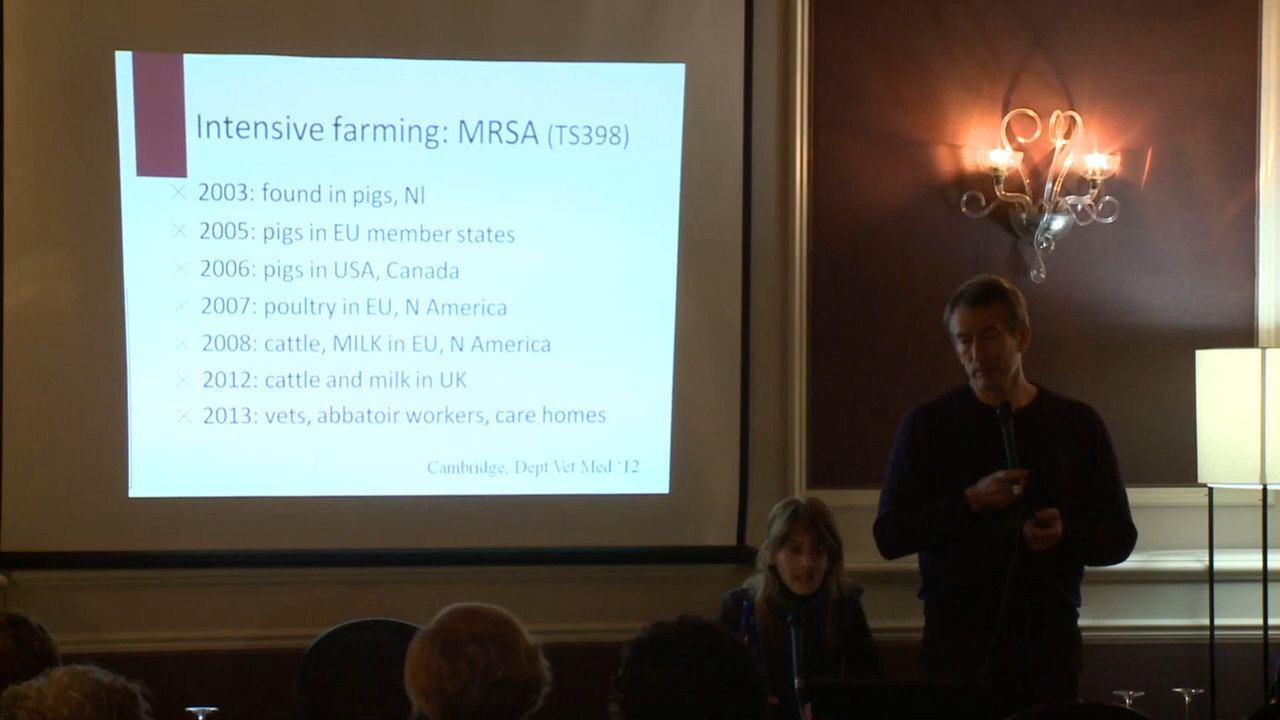 Intensive farming: MRSA (TS398)
2003: found in pigs, Nl
2005: pigs in EU member states
2006: pigs in USA, Canada
2007: poultry in EU, N America
2008: cattle, MILK in EU, N America
2012: cattle and milk in UK
2013: vets, abbatoir workers, care homes
Cambridge, Dept Vet Med '12